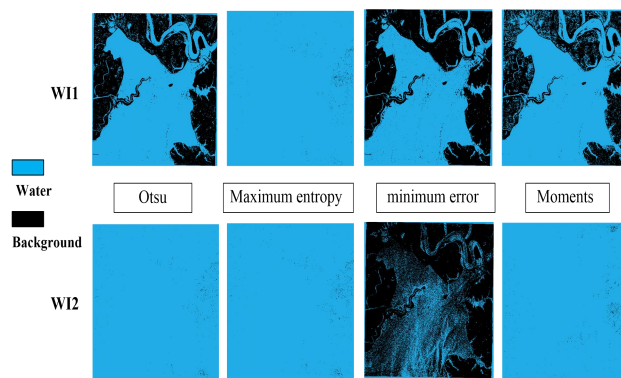 WI1
Water
Background
Otsu
Maximum entropy
minimum error
Moments
WI2